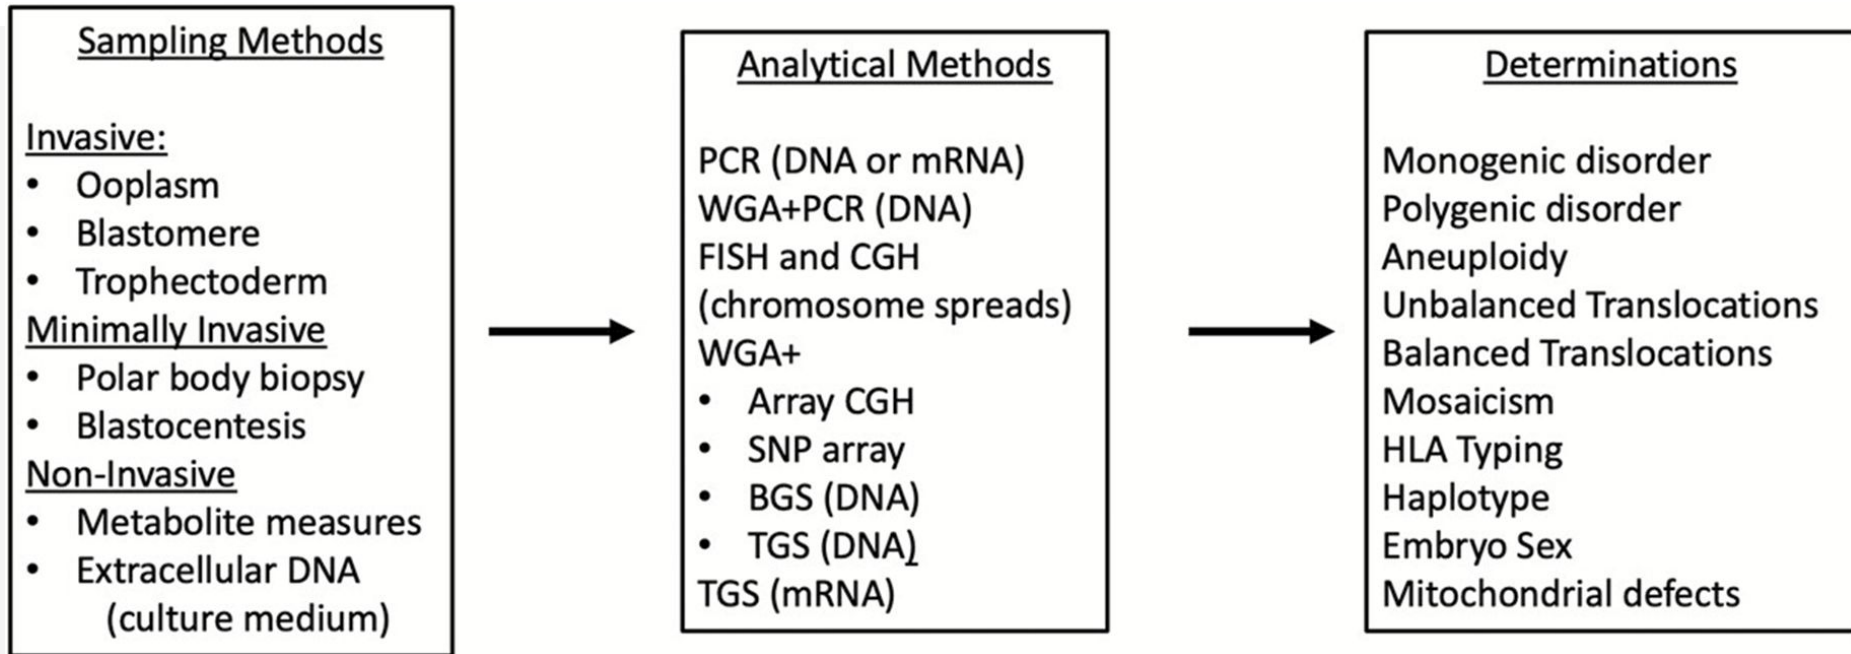 Sampling Methods
Invasive:
• Ooplasm
• Blastomere
• Trophectoderm
Minimally Invasive
• Polar body biopsy
• Blastocentesis
Non-Invasive
• Metabolite measures
• Extracellular DNA
(culture medium)
Analytical Methods
PCR (DNA or mRNA)
WGA+PCR (DNA)
FISH and CGH
(chromosome spreads)
WGA+
• Array CGH
• SNP array
• BGS (DNA)
• TGS (DNA)
TGS (mRNA)
Determinations
Monogenic disorder
Polygenic disorder
Aneuploidy
Unbalanced Translocations
Balanced Translocations
Mosaicism
HLA Typing
Haplotype
Embryo Sex
Mitochondrial defects